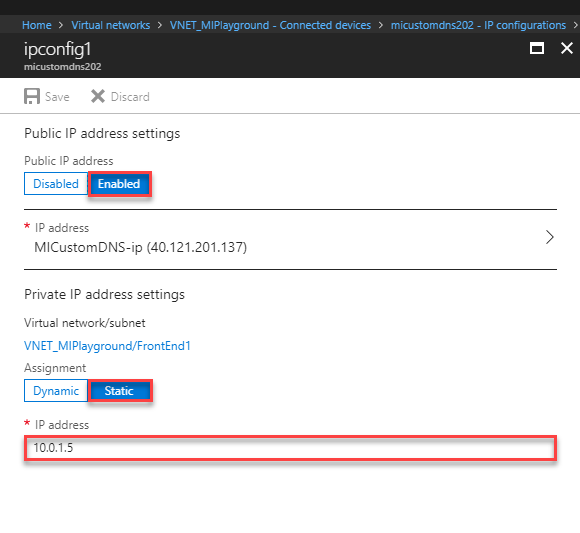 Home > Virtual networks > VNET_MIPlayground - Connected devices > micustomdns202 - IP configurations >
ipconfig1
micustomdns202
Save Discard
Public IP address settings
Public IP address
Disabled Enabled
* IP address
MICustomDNS-ip (40.121.201.137)
Private IP address settings
Virtual network/subnet
VNET_MIPlayground/FrontEnd1
Assignment
Dynamic Static
* IP address
10.0.1.5